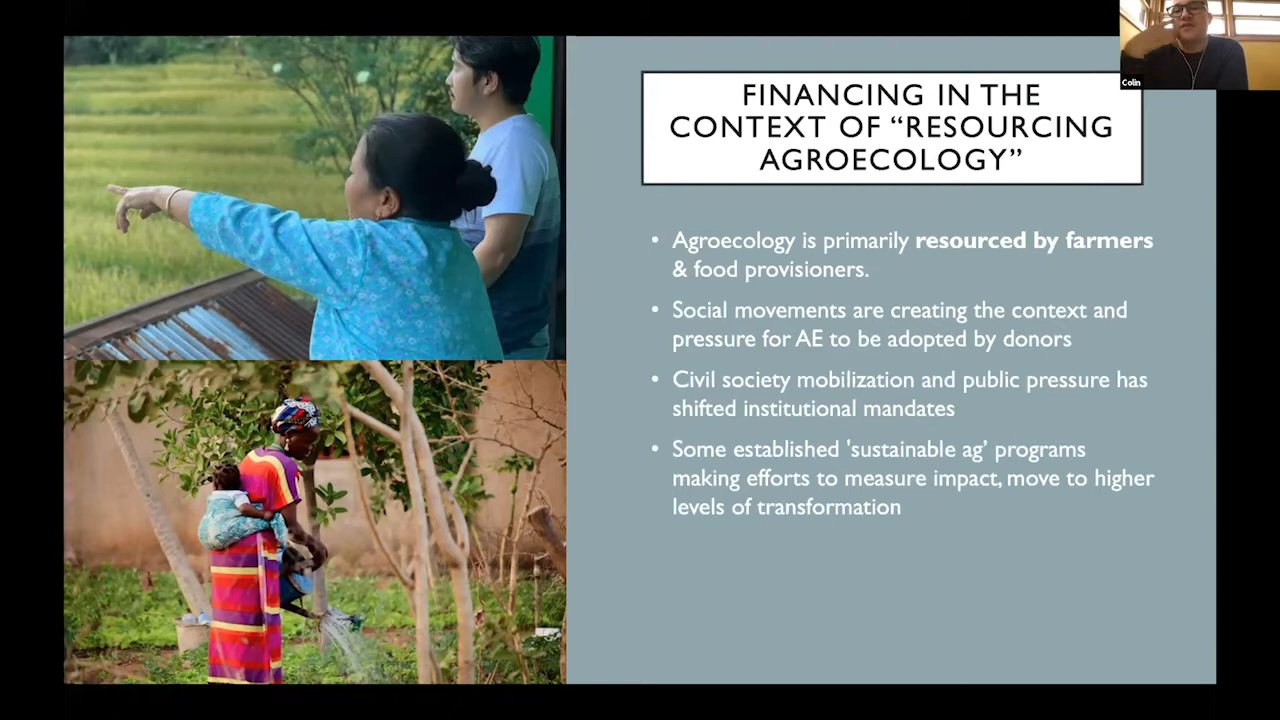 Colin
FINANCING IN THE
CONTEXT OF “RESOURCING
AGROECOLOGY”
• Agroecology is primarily resourced by farmers
& food provisioners.
• Social movements are creating the context and
pressure for AE to be adopted by donors
• Civil society mobilization and public pressure has
shifted institutional mandates
• Some established ‘sustainable ag’ programs
making efforts to measure impact, move to higher
levels of transformation